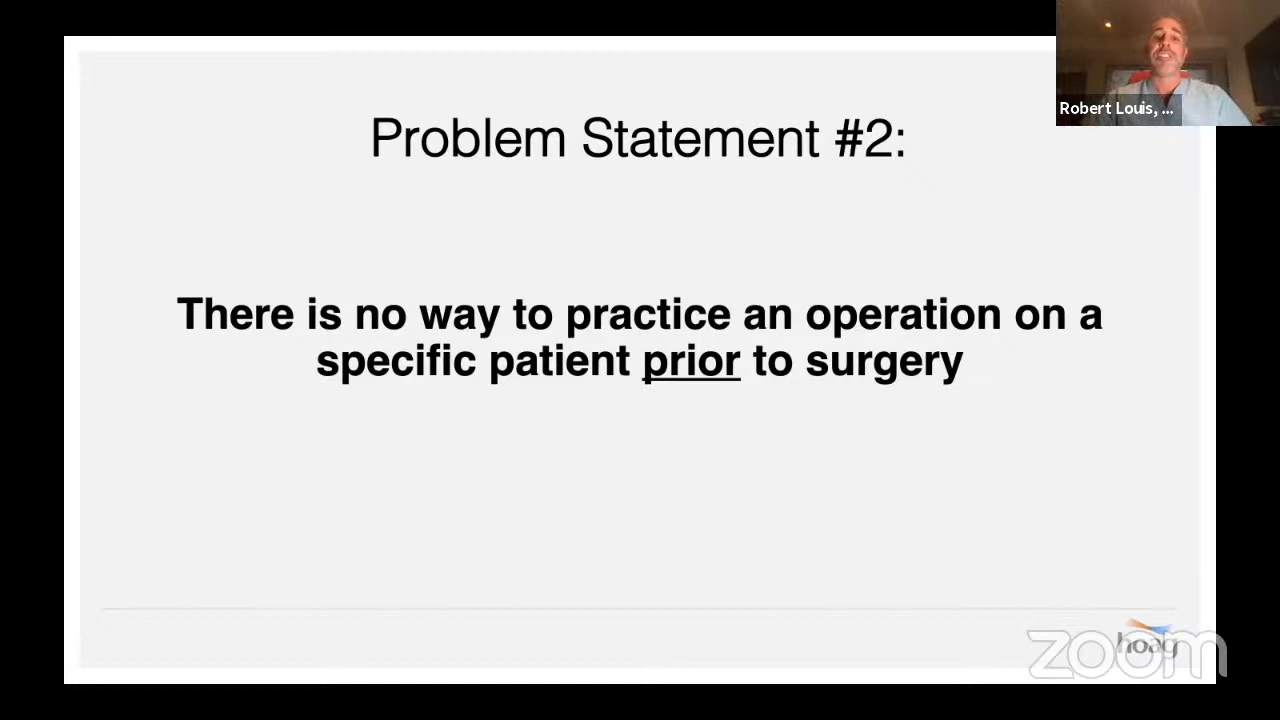 Robert Louis, ...
Problem Statement #2:
There is no way to practice an operation on a
specific patient prior to surgery
hoag
zoom